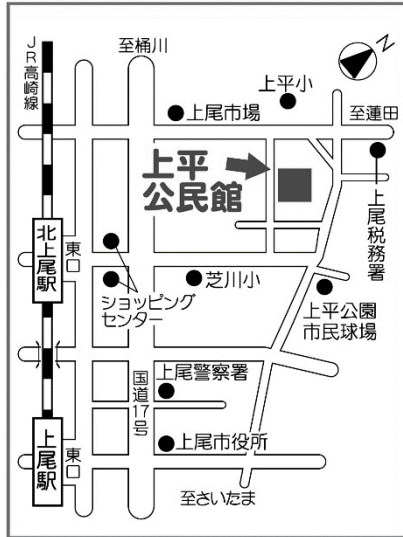 JR高崎線
至桶川
N
上平小
上尾市場
至蓮田
上平
公民館
上尾税務署
北上尾駅
東口
ショッピング
センター
芝川小
上平公園
市民球場
国道17号
上尾警察署
上尾駅
東口
上尾市役所
至さいたま